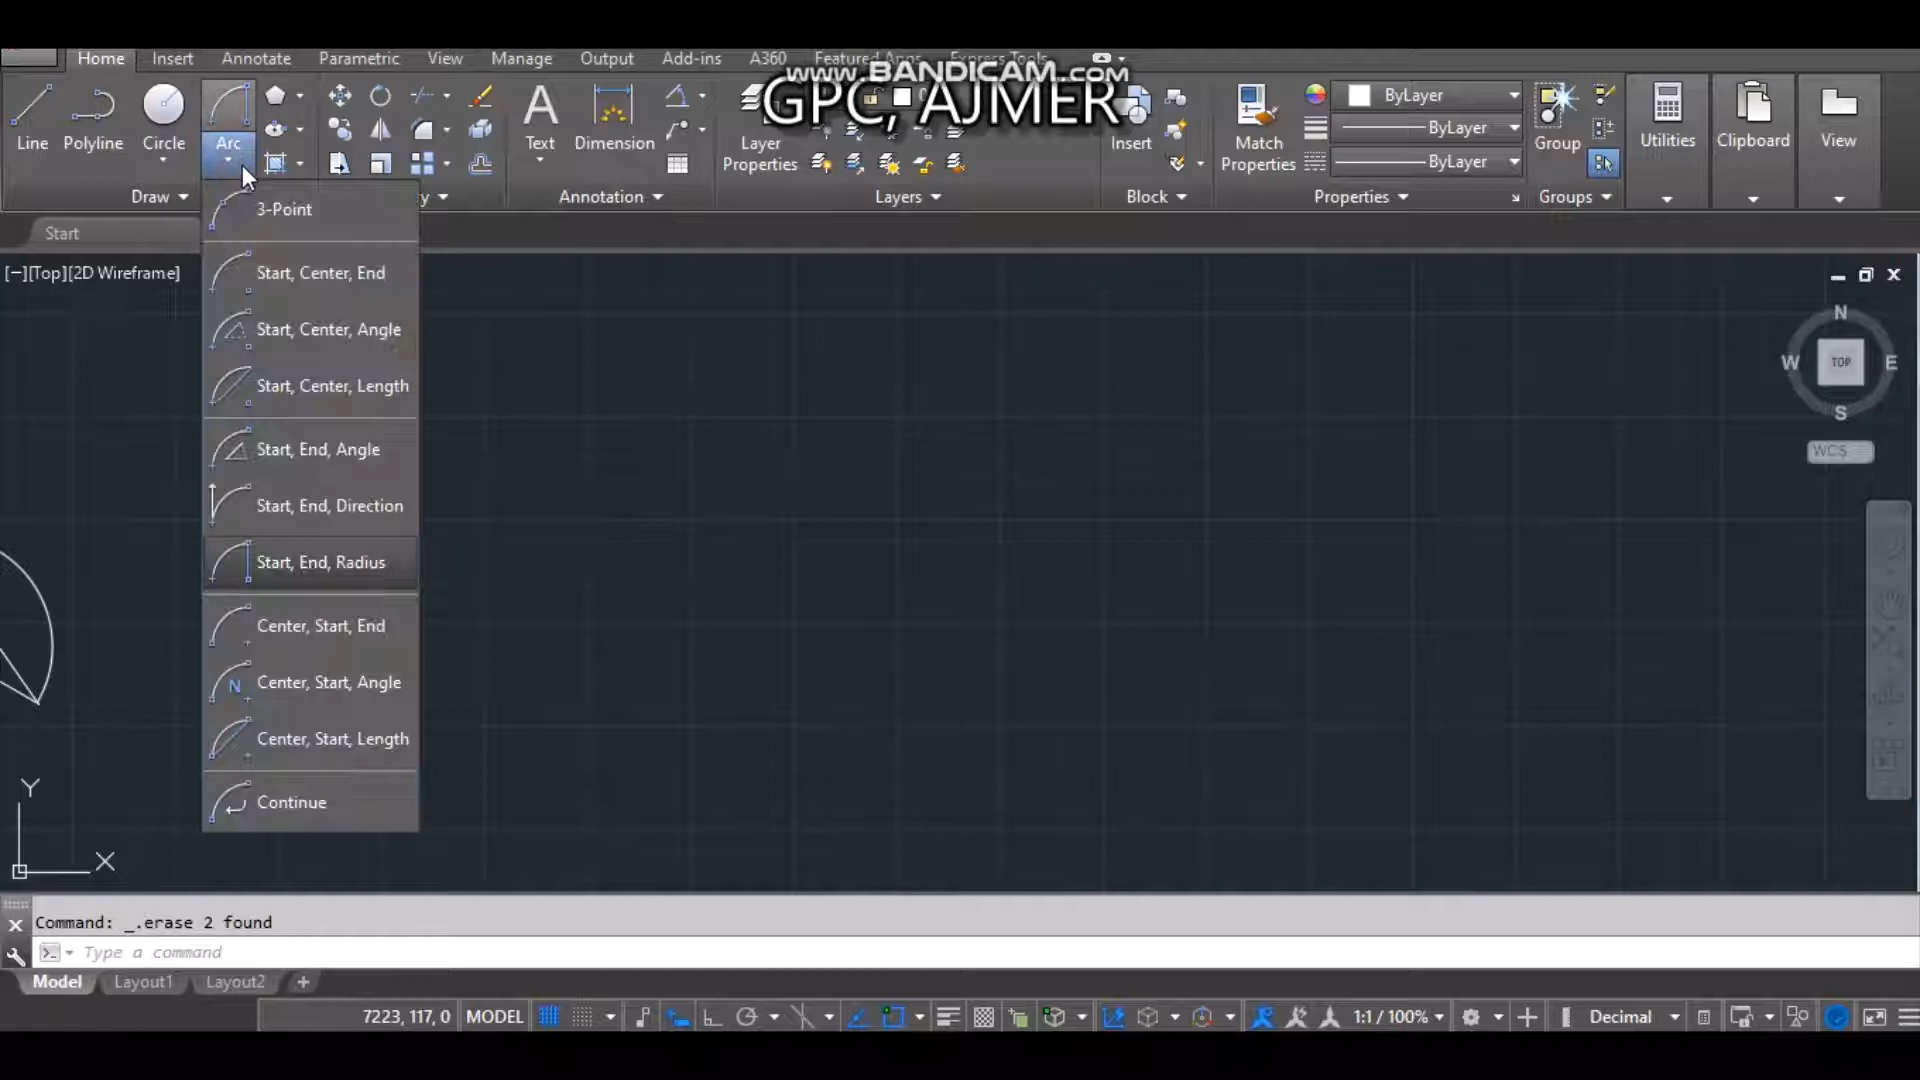 Home Insert Annotate Parametric View Manage Output Add-ins A360 Featured Apps Express Tools
www.BANDICAM.com
GPC, AJMER
Line Polyline Circle Arc Text Dimension Layer Properties Insert Match Properties ByLayer Group Utilities Clipboard View
ByLayer
ByLayer
Draw Annotation Layers Block Properties Groups
Start
[−][Top][2D Wireframe]
3-Point
Start, Center, End
Start, Center, Angle
Start, Center, Length
Start, End, Angle
Start, End, Direction
Start, End, Radius
Center, Start, End
Center, Start, Angle
Center, Start, Length
Continue
N
W TOP E
S
WCS
Y
X
Command: _.erase 2 found
Type a command
Model Layout1 Layout2 +
7223, 117, 0 MODEL 1:1 / 100% Decimal